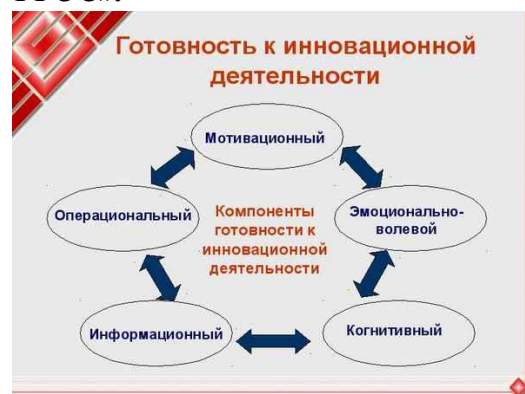 Готовность к инновационной
деятельности
Мотивационный
Операциональный
Компоненты
готовности к
инновационной
деятельности
Эмоционально-
волевой
Информационный
Когнитивный